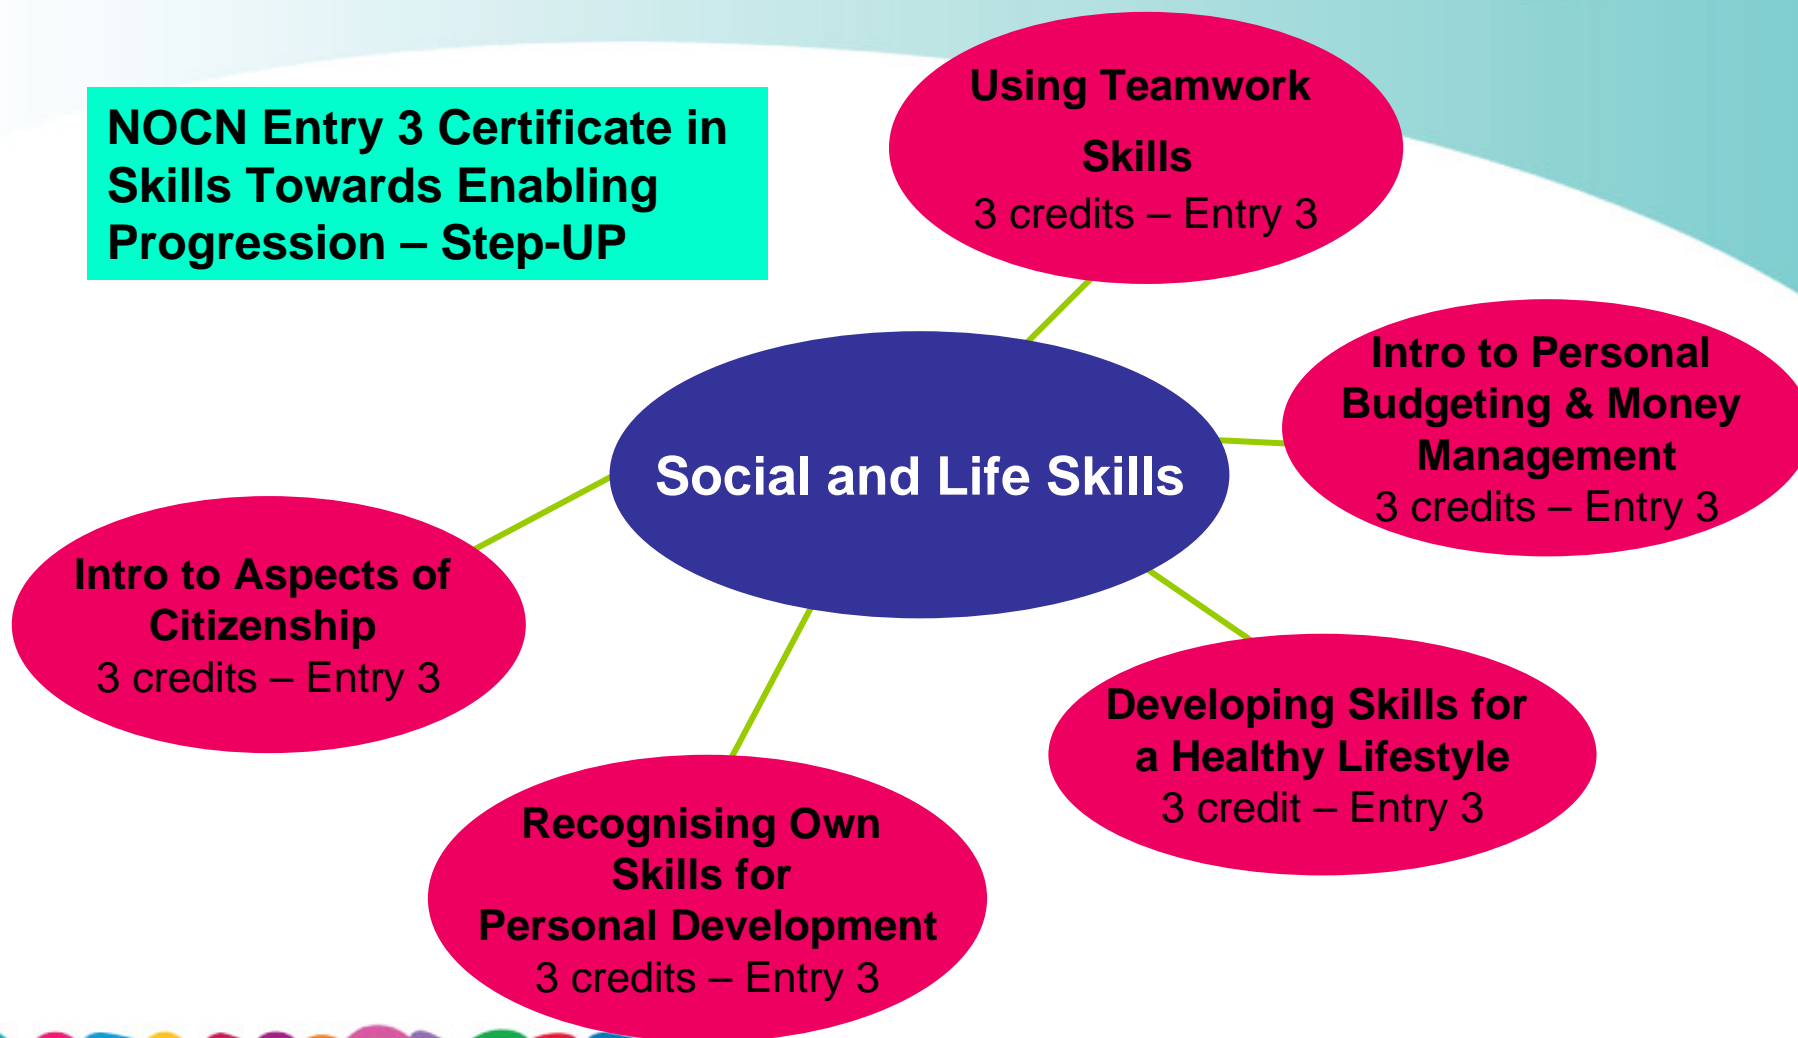 NOCN Entry 3 Certificate in
Skills Towards Enabling
Progression – Step-UP
Using Teamwork
Skills
3 credits – Entry 3
Intro to Personal
Budgeting & Money
Management
3 credits – Entry 3
Social and Life Skills
Intro to Aspects of
Citizenship
3 credits – Entry 3
Developing Skills for
a Healthy Lifestyle
3 credit – Entry 3
Recognising Own
Skills for
Personal Development
3 credits – Entry 3